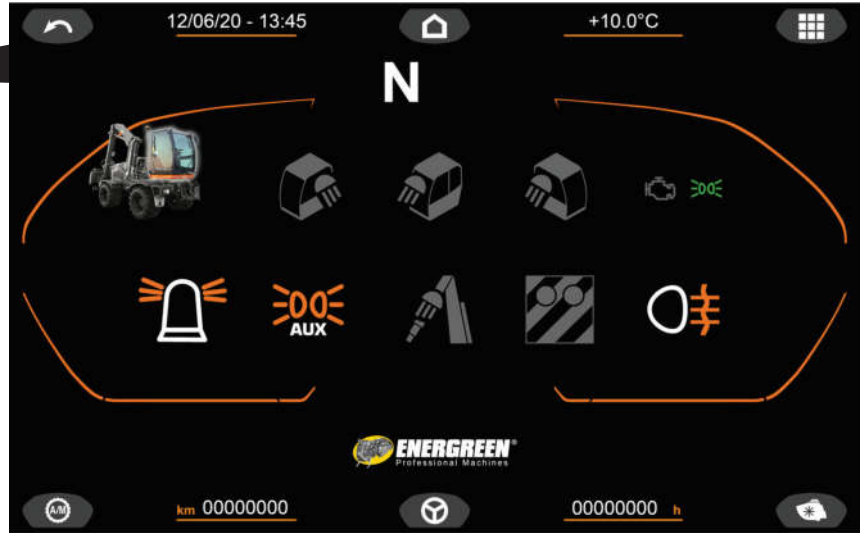 12/06/20 - 13:45
+10.0°C
N
AUX
ENERGREEN®
Professional Machines
A/M
km 00000000
00000000 h